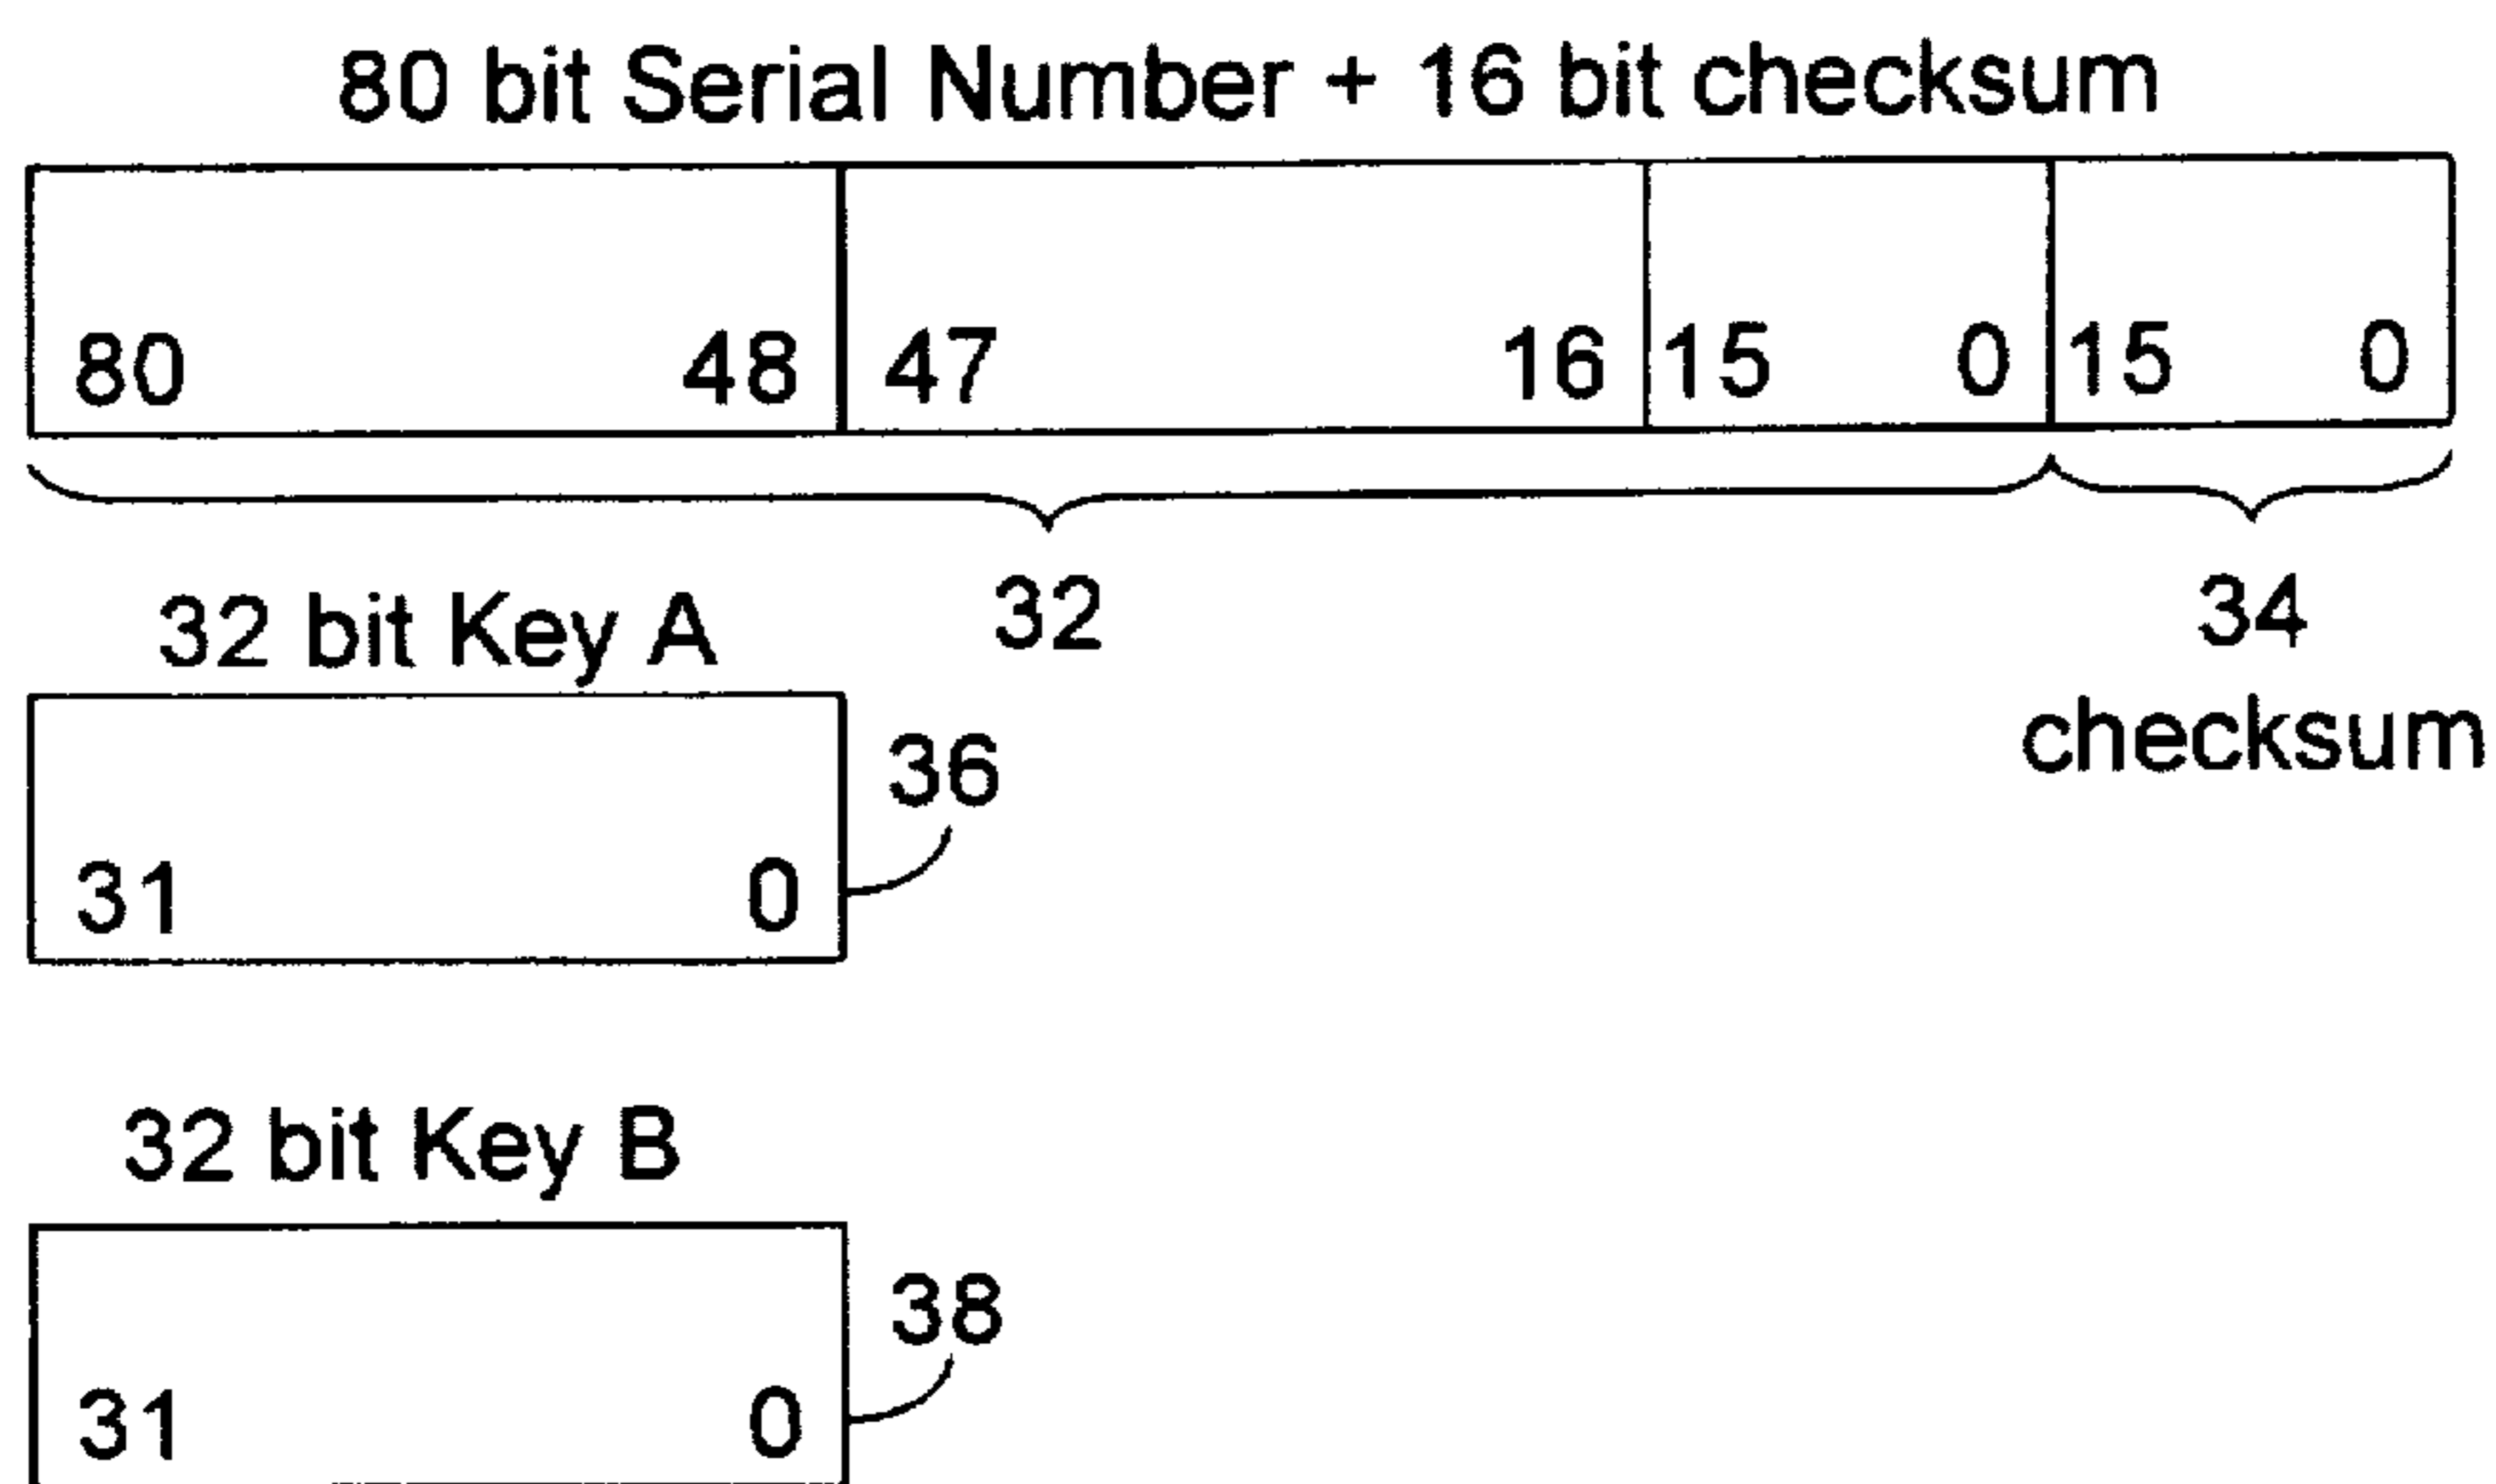 80 bit Serial Number + 16 bit checksum
80 48 47 16 15 0 15 0
32 bit Key A 32 34
checksum
36
31 0
32 bit Key B
38
31 0